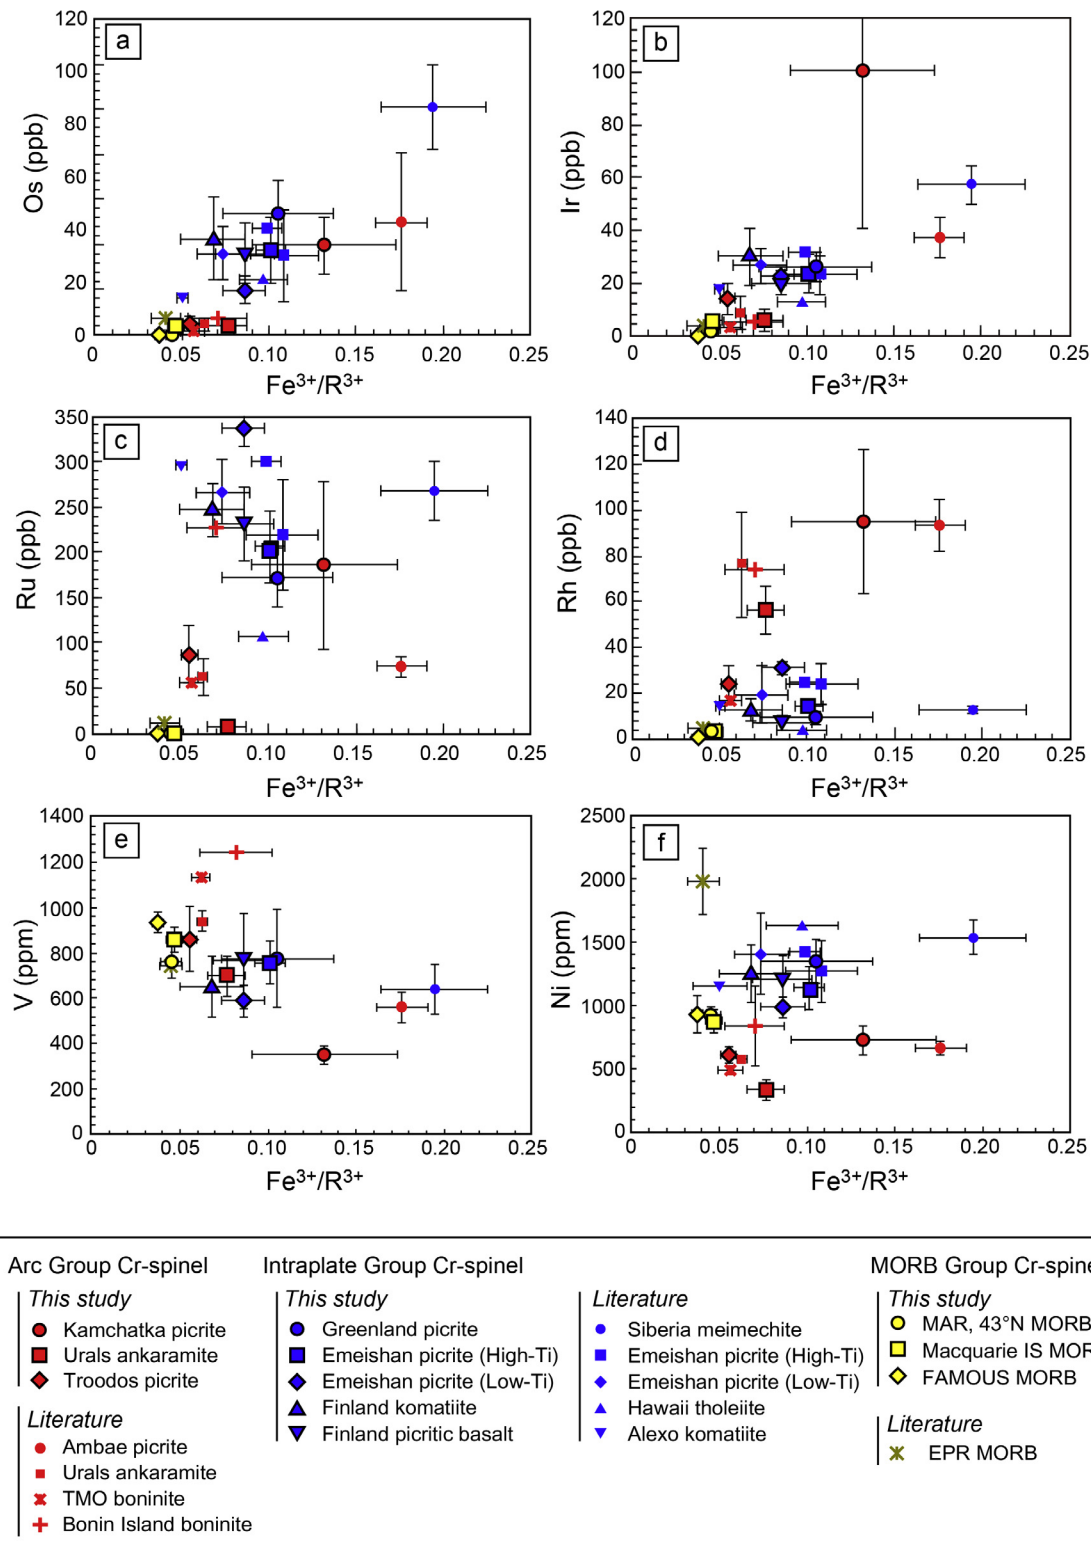 a
Os (ppb)
120
100
80
60
40
20
0
0
0.05
0.10
0.15
0.20
0.25
Fe3+/R3+
b
Ir (ppb)
120
100
80
60
40
20
0
0
0.05
0.10
0.15
0.20
0.25
Fe3+/R3+
c
Ru (ppb)
350
300
250
200
150
100
50
0
0
0.05
0.10
0.15
0.20
0.25
Fe3+/R3+
d
Rh (ppb)
140
120
100
80
60
40
20
0
0
0.05
0.10
0.15
0.20
0.25
Fe3+/R3+
e
V (ppm)
1400
1200
1000
800
600
400
200
0
0
0.05
0.10
0.15
0.20
0.25
Fe3+/R3+
f
Ni (ppm)
2500
2000
1500
1000
500
0
0
0.05
0.10
0.15
0.20
0.25
Fe3+/R3+
Arc Group Cr-spinel
This study
Kamchatka picrite
Urals ankaramite
Troodos picrite
Literature
Ambae picrite
Urals ankaramite
TMO boninite
Bonin Island boninite
Intraplate Group Cr-spinel
This study
Greenland picrite
Emeishan picrite (High-Ti)
Emeishan picrite (Low-Ti)
Finland komatiite
Finland picritic basalt
Literature
Siberia meimechite
Emeishan picrite (High-Ti)
Emeishan picrite (Low-Ti)
Hawaii tholeiite
Alexo komatiite
MORB Group Cr-spine
This study
MAR, 43°N MORB
Macquarie IS MOR
FAMOUS MORB
Literature
EPR MORB